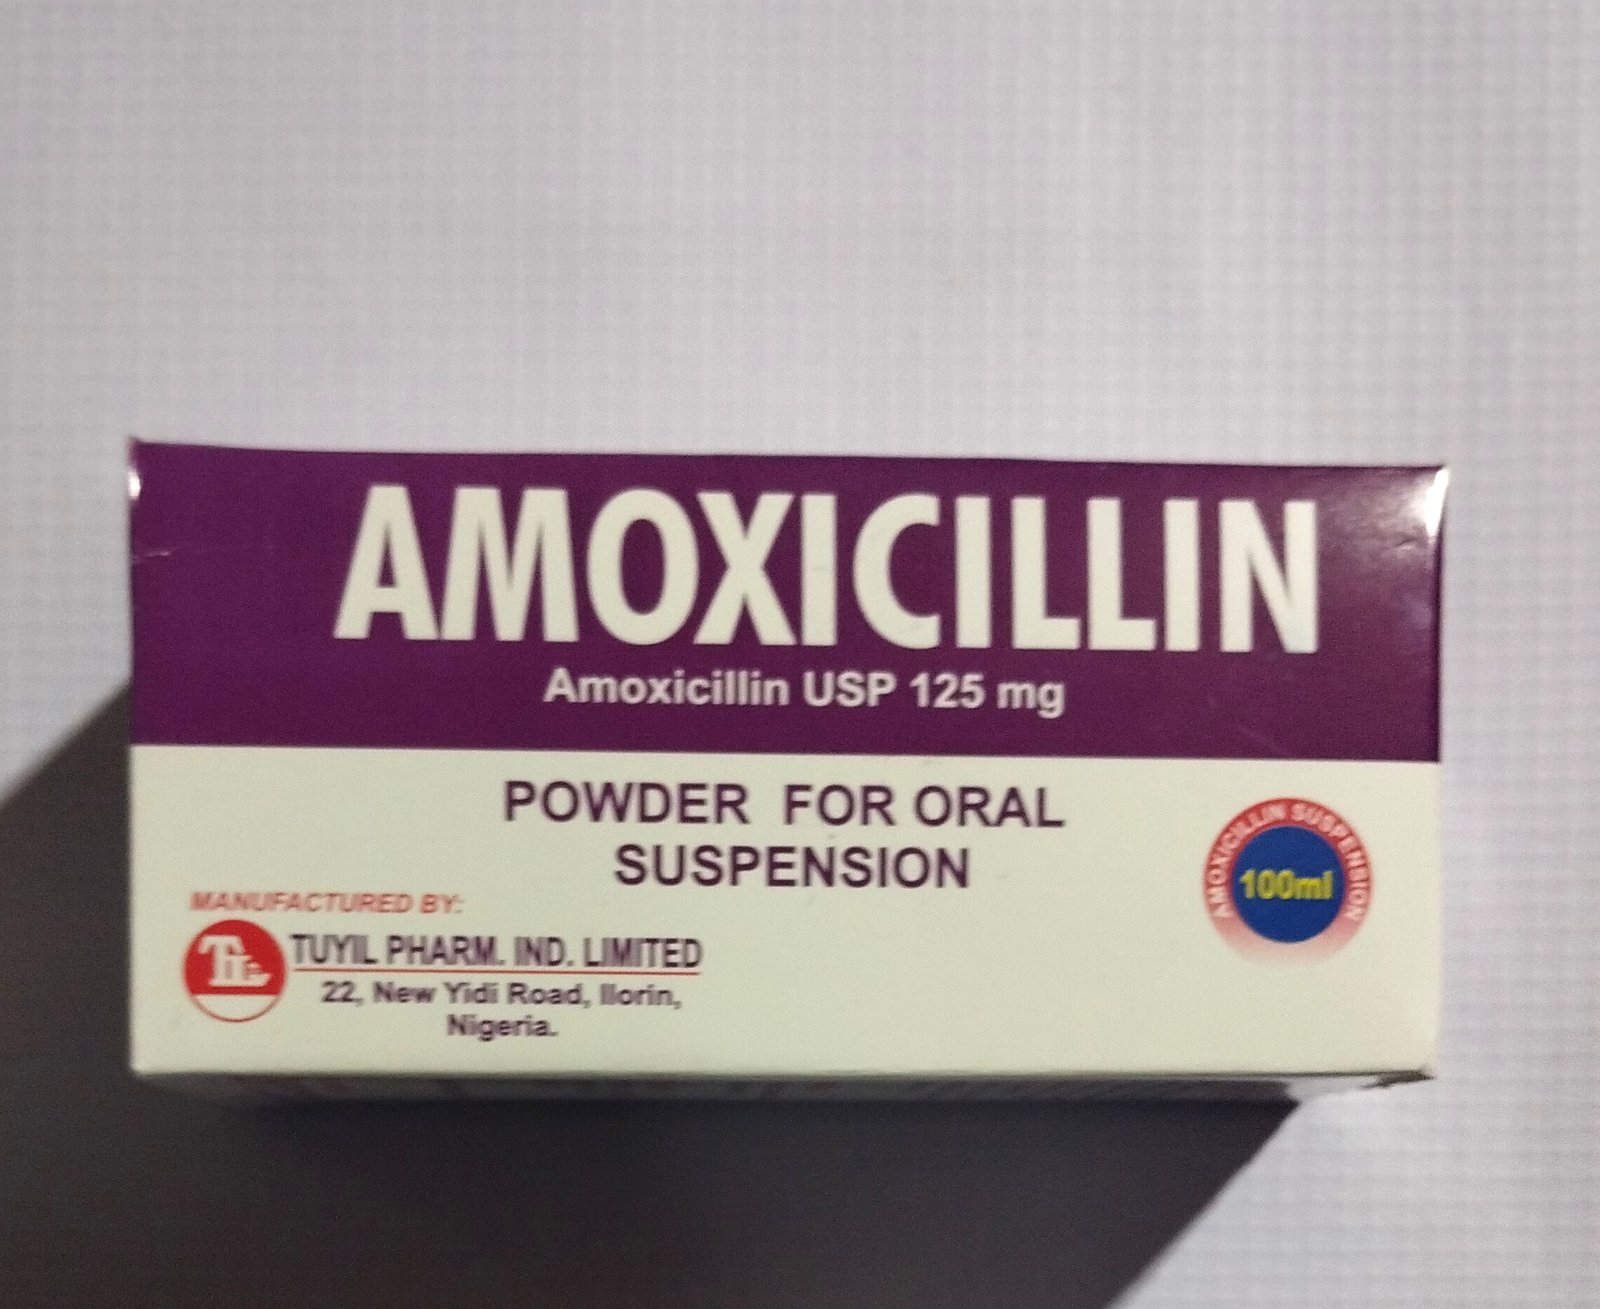 AMOXICILLIN
Amoxicillin USP 125 mg
POWDER FOR ORAL
SUSPENSION
AMOXICILLIN SUSPENSION
100ml
MANUFACTURED BY:
TUYIL PHARM. IND. LIMITED
22, New Yidi Road, Ilorin,
Nigeria.